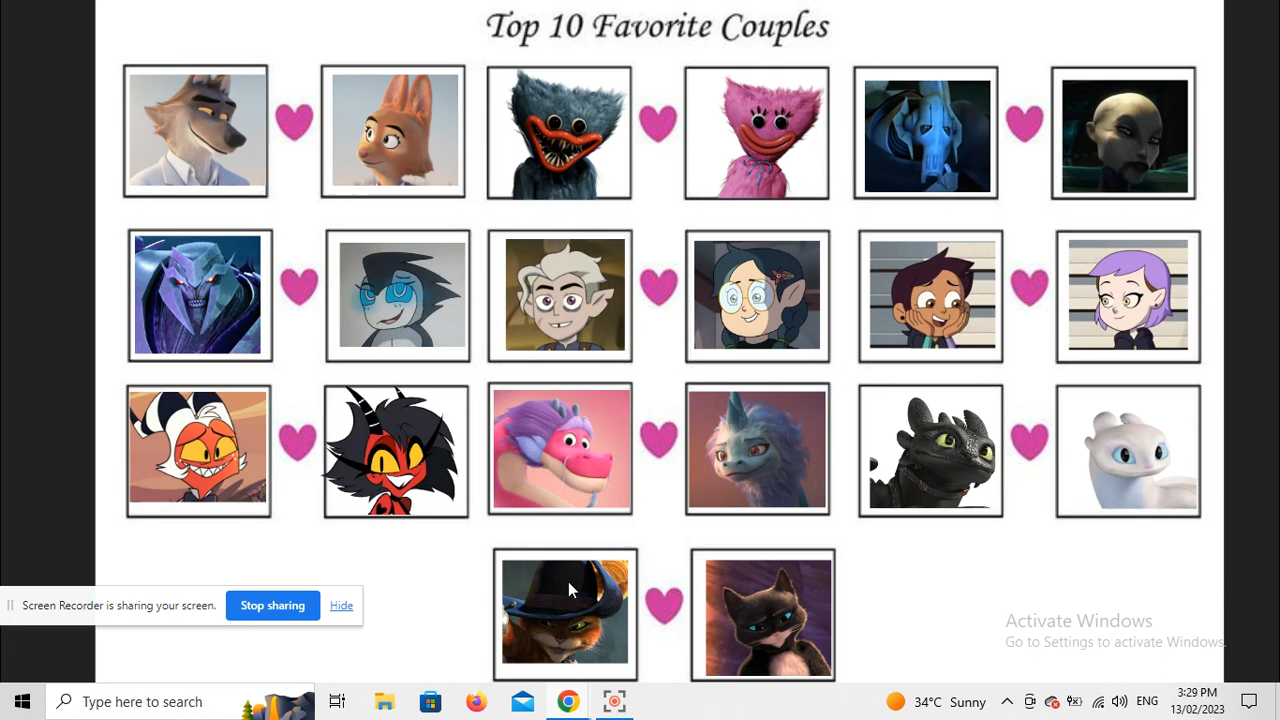 Top 10 Favorite Couples
Screen Recorder is sharing your screen.
Stop sharing
Hide
Activate Windows
Go to Settings to activate Windows.
Type here to search
34°C Sunny
ENG
3:29 PM
13/02/2023